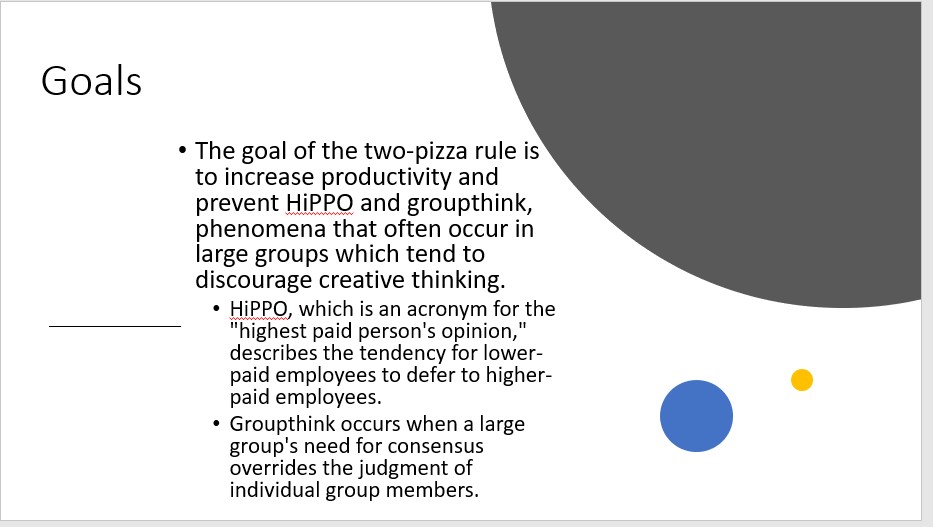 Goals
• The goal of the two-pizza rule is
to increase productivity and
prevent HiPPO and groupthink,
phenomena that often occur in
large groups which tend to
discourage creative thinking.
• HiPPO, which is an acronym for the
"highest paid person's opinion,"
describes the tendency for lower-
paid employees to defer to higher-
paid employees.
• Groupthink occurs when a large
group's need for consensus
overrides the judgment of
individual group members.